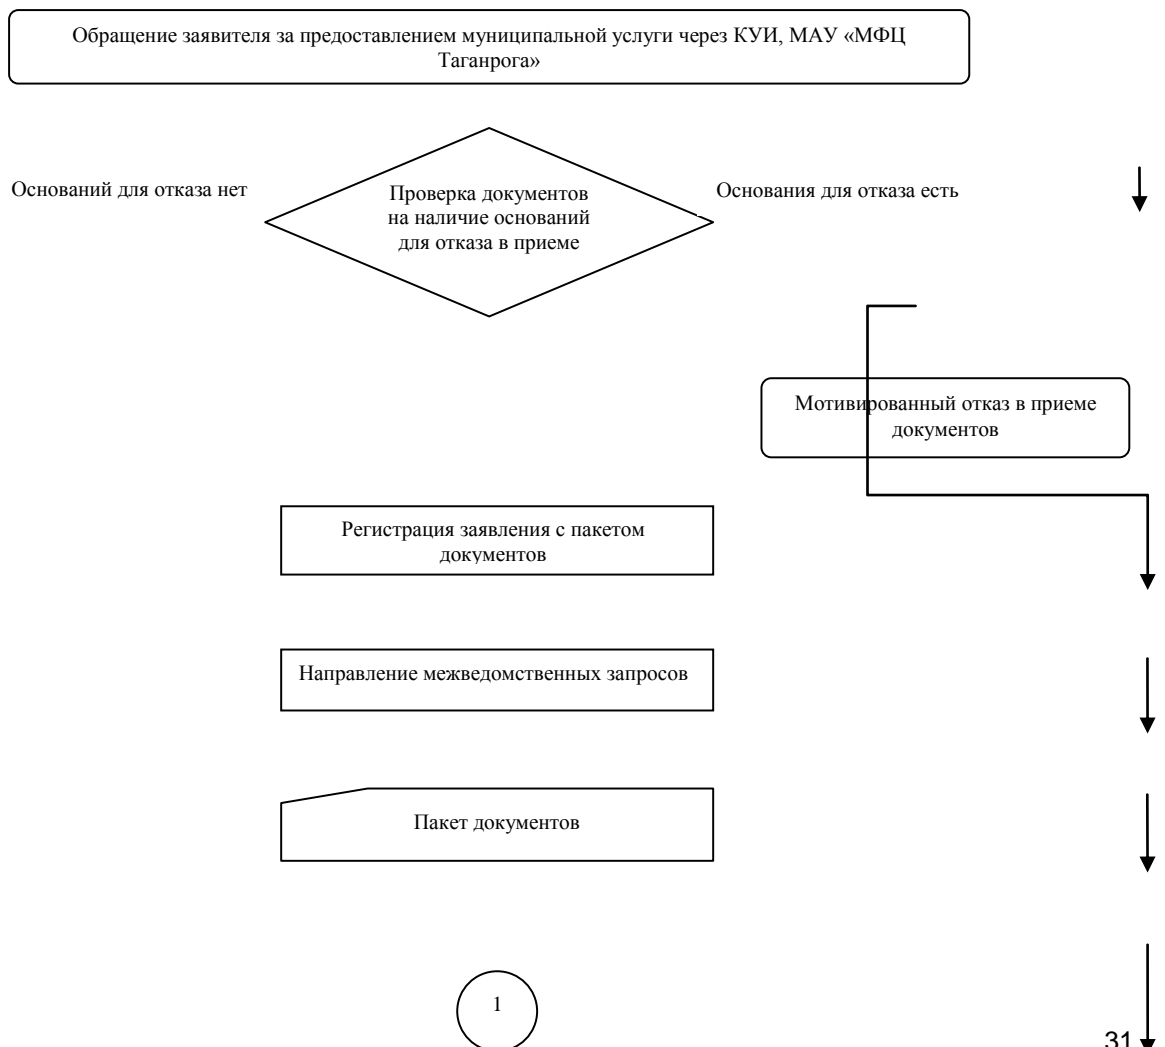 Обращение заявителя за предоставлением муниципальной услуги через КУИ, МАУ «МФЦ
Таганрога»
Оснований для отказа нет
Проверка документов
на наличие оснований
для отказа в приеме
Основания для отказа есть
Мотивированный отказ в приеме
документов
Регистрация заявления с пакетом
документов
Направление межведомственных запросов
Пакет документов
1
31